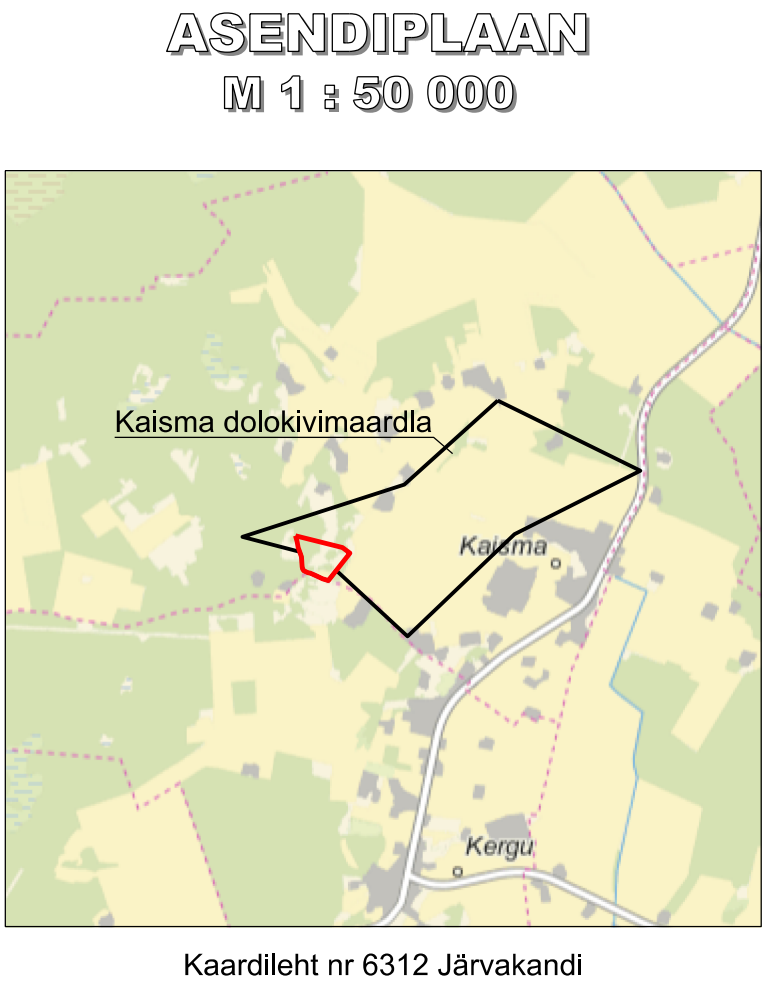 ASENDIPLAAN
M 1 : 50 000
Kaisma dolokivimaardla
Kaisma
Kergu
Kaardileht nr 6312 Järvakandi